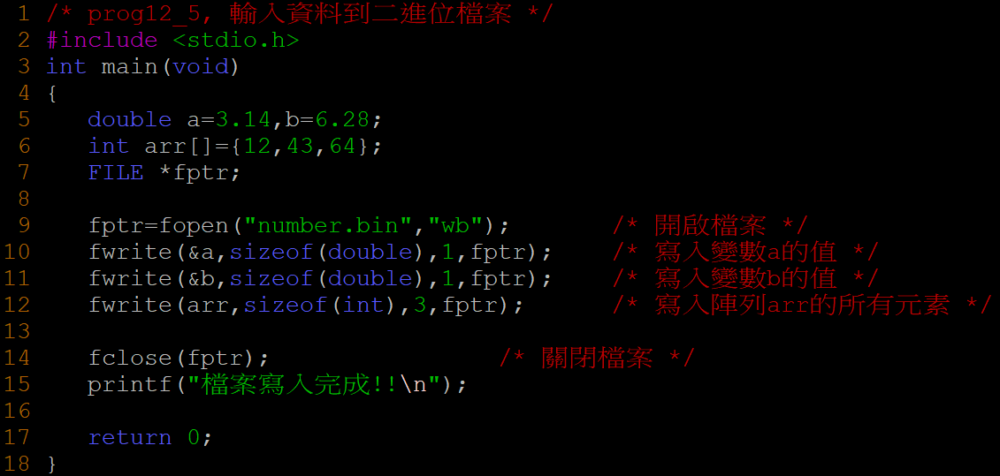 1 /* prog12_5, 輸入資料到二進位檔案 */
2 #include <stdio.h>
3 int main(void)
4 {
5    double a=3.14,b=6.28;
6    int arr[]={12,43,64};
7    FILE *fptr;
8
9    fptr=fopen("number.bin","wb");       /* 開啟檔案 */
10    fwrite(&a,sizeof(double),1,fptr);    /* 寫入變數a的值 */
11    fwrite(&b,sizeof(double),1,fptr);    /* 寫入變數b的值 */
12    fwrite(arr,sizeof(int),3,fptr);      /* 寫入陣列arr的所有元素 */
13
14    fclose(fptr);                /* 關閉檔案 */
15    printf("檔案寫入完成!!\n");
16
17    return 0;
18 }